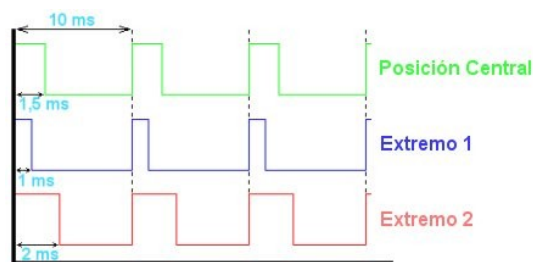 10 ms
Posición Central
1,5 ms
Extremo 1
1 ms
Extremo 2
2 ms